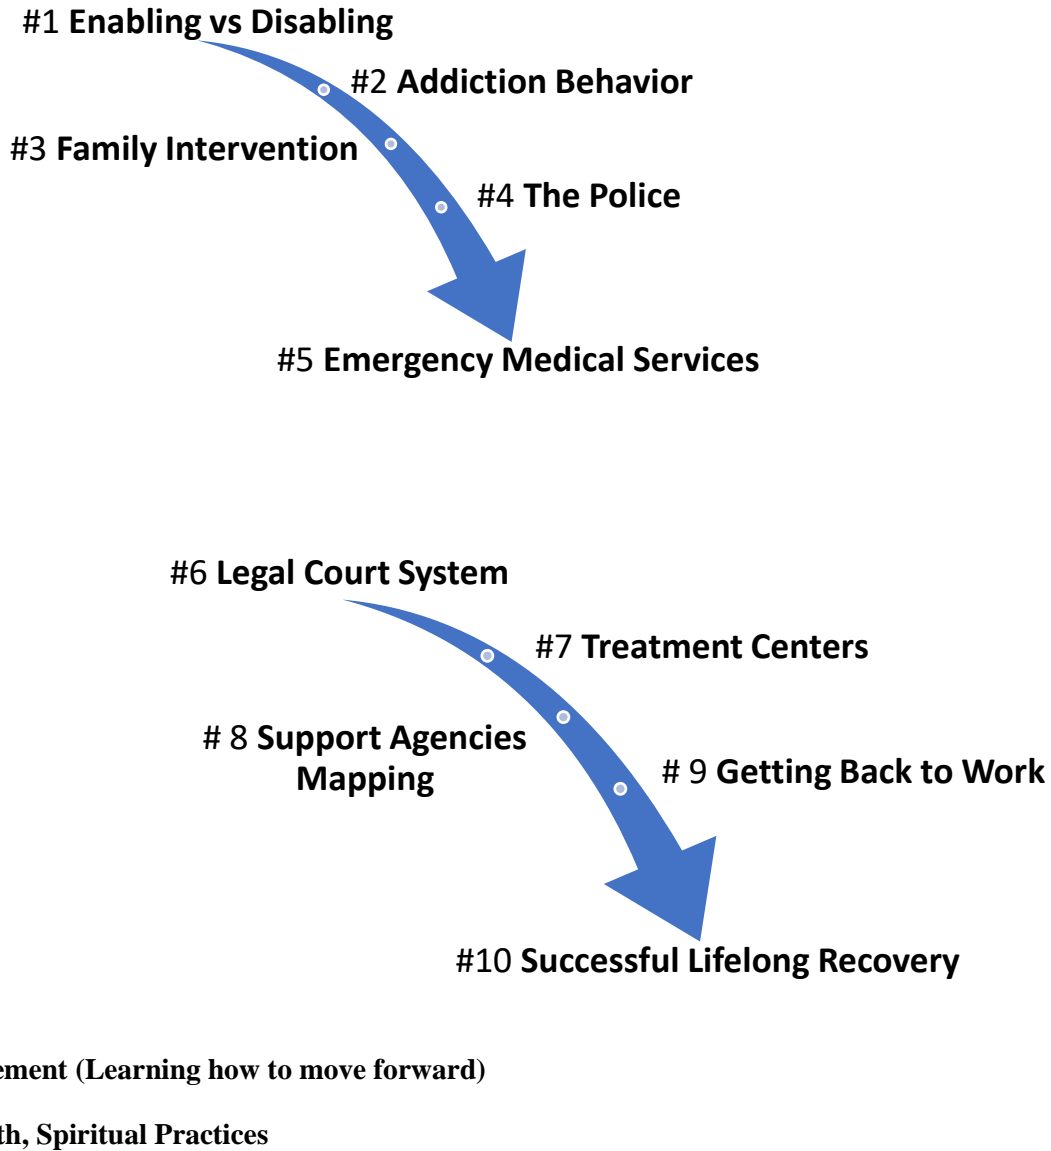 #1 Enabling vs Disabling
#2 Addiction Behavior
#3 Family Intervention
#4 The Police
#5 Emergency Medical Services
#6 Legal Court System
#7 Treatment Centers
# 8 Support Agencies
Mapping
# 9 Getting Back to Work
#10 Successful Lifelong Recovery
(Learning how to move forward)
Spiritual Practices